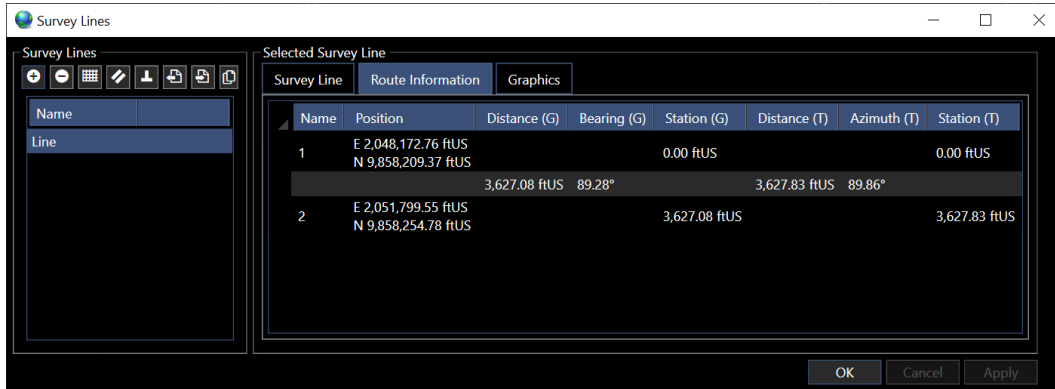 Survey Lines
Survey Lines
Name
Line
Selected Survey Line
Survey Line Route Information Graphics
Name Position Distance (G) Bearing (G) Station (G) Distance (T) Azimuth (T) Station (T)
1 E 2,048,172.76 ftUS 0.00 ftUS 0.00 ftUS
N 9,858,209.37 ftUS
3,627.08 ftUS 89.28° 3,627.83 ftUS 89.86°
2 E 2,051,799.55 ftUS 3,627.08 ftUS 3,627.83 ftUS
N 9,858,254.78 ftUS
OK Cancel Apply